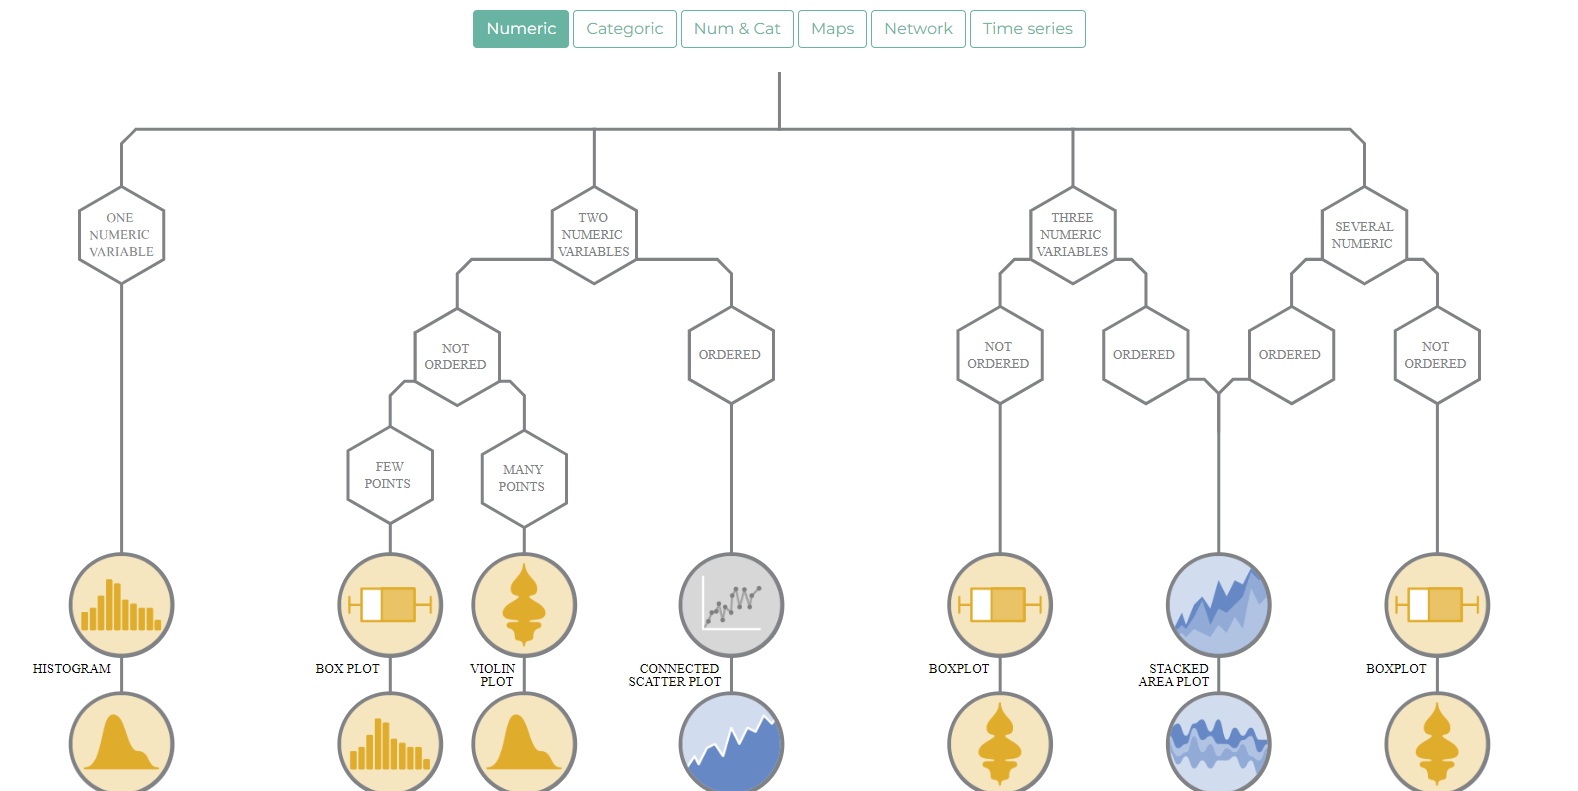 Numeric
Categoric
Num & Cat
Maps
Network
Time series
ONE
NUMERIC
VARIABLE
TWO
NUMERIC
VARIABLES
THREE
NUMERIC
VARIABLES
SEVERAL
NUMERIC
NOT
ORDERED
ORDERED
NOT
ORDERED
ORDERED
ORDERED
NOT
ORDERED
FEW
POINTS
MANY
POINTS
HISTOGRAM
BOX PLOT
VIOLIN
PLOT
CONNECTED
SCATTER PLOT
BOXPLOT
STACKED
AREA PLOT
BOXPLOT